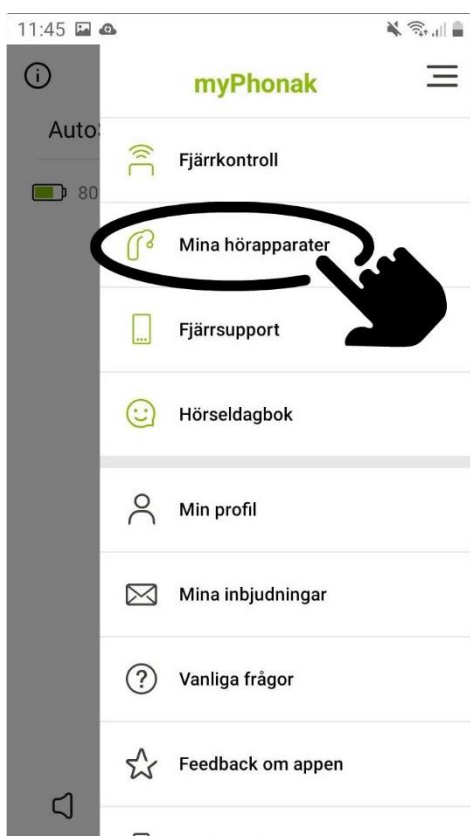 11:45
myPhonak
Auto
80
Fjärrkontroll
Mina hörapparater
Fjärrsupport
Hörseldagbok
Min profil
Mina inbjudningar
Vanliga frågor
Feedback om appen